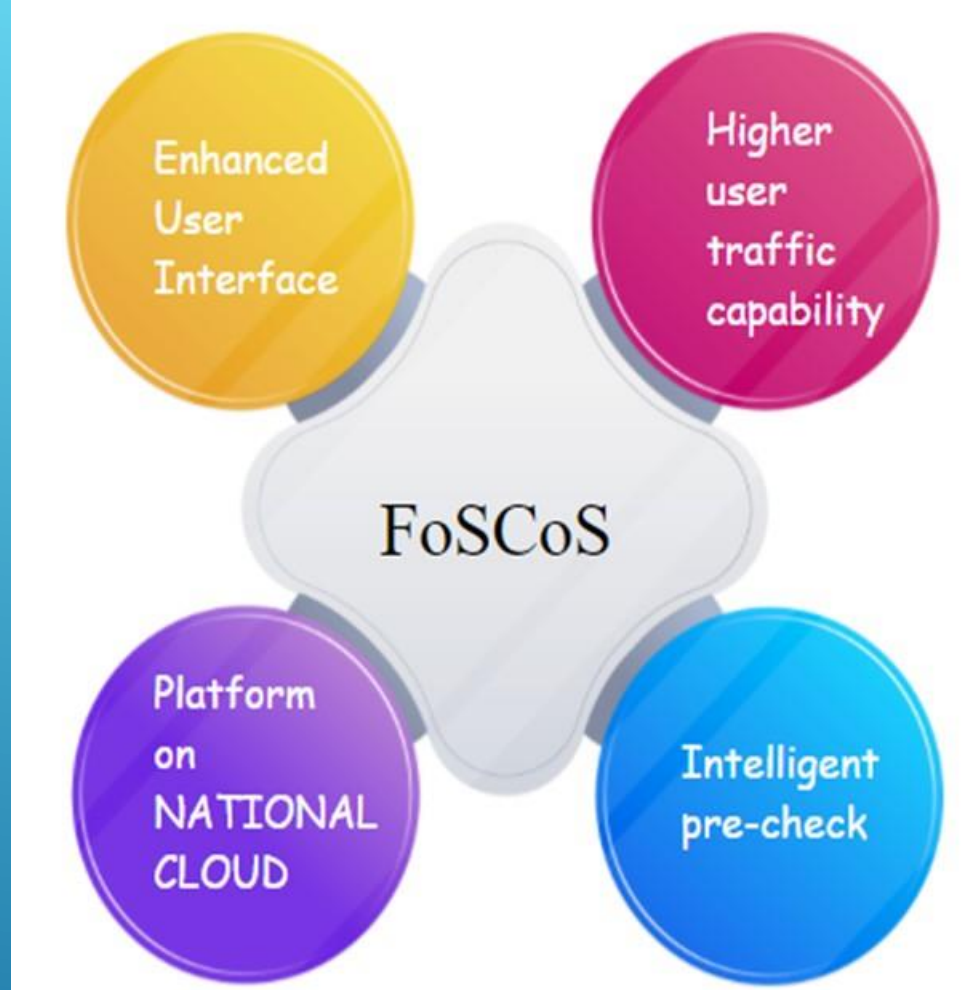 Enhanced
User
Interface
Higher
user
traffic
capability
FoSCoS
Platform
on
NATIONAL
CLOUD
Intelligent
pre-check